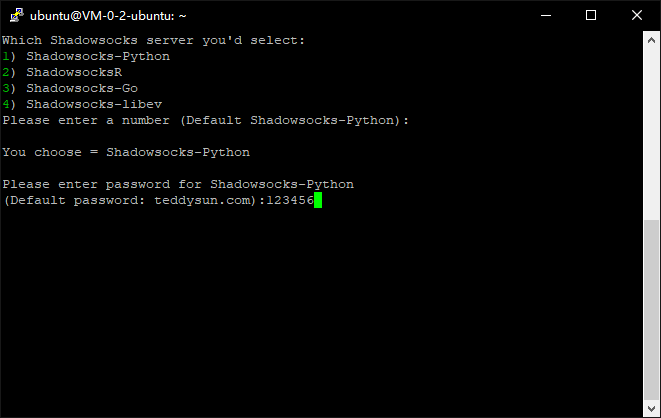 ubuntu@VM-0-2-ubuntu: ~
Which Shadowsocks server you'd select:
1) Shadowsocks-Python
2) ShadowsocksR
3) Shadowsocks-Go
4) Shadowsocks-libev
Please enter a number (Default Shadowsocks-Python):
You choose = Shadowsocks-Python
Please enter password for Shadowsocks-Python
(Default password: teddysun.com):123456